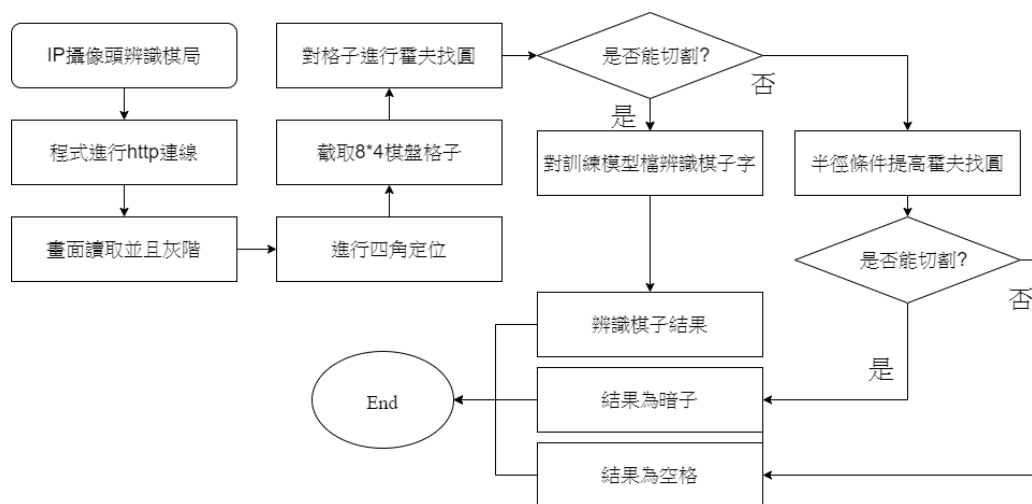 IP攝像頭辨識棋局
程式進行http連線
畫面讀取並且灰階
進行四角定位
截取8*4棋盤格子
對格子進行霍夫找圓
是否能切割?
是
否
對訓練模型檔辨識棋子字
半徑條件提高霍夫找圓
是否能切割?
否
是
辨識棋子結果
結果為暗子
結果為空格
End